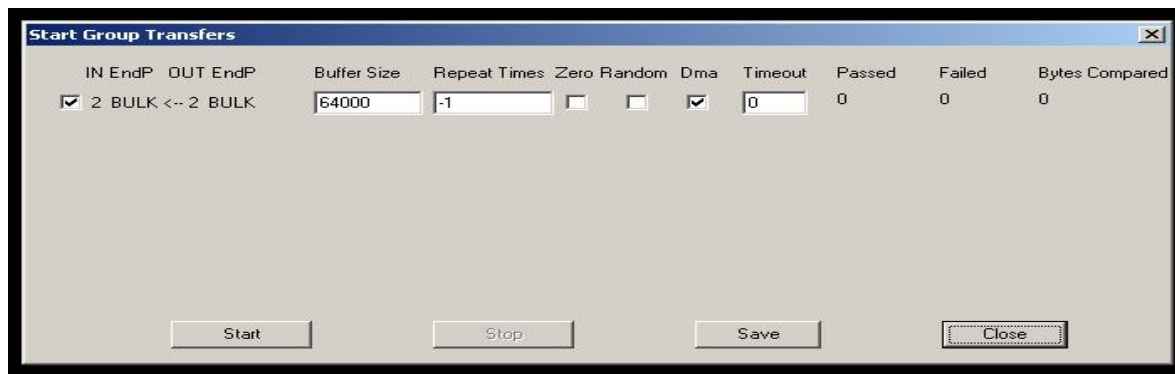 Start Group Transfers
IN EndP OUT EndP Buffer Size Repeat Times Zero Random Dma Timeout Passed Failed Bytes Compared
2 BULK <-- 2 BULK 64000 -1 0 0 0 0
Start Stop Save Close